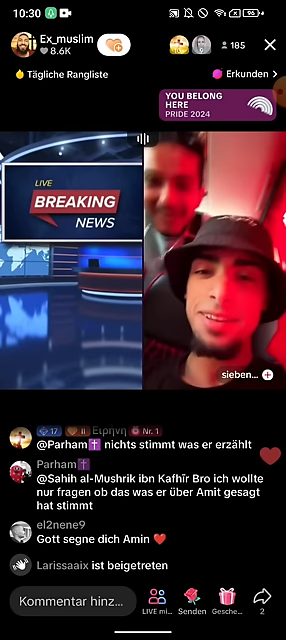 10:30
Ex_muslim
8.6K
185
Tägliche Rangliste
Erkunden >
YOU BELONG
HERE
PRIDE 2024
LIVE
BREAKING
NEWS
sieben...
17 II Ειρήνη Nr. 1
@Parham✝️ nichts stimmt was er erzählt
Parham✝️
@Sahih al-Mushrik ibn Kafhīr Bro ich wollte
nur fragen ob das was er über Amit gesagt
hat stimmt
el2nene9
Gott segne dich Amin ❤️
Larissaaix ist beigetreten
Kommentar hinz...
LIVE mi...
Senden
Gesche...
2